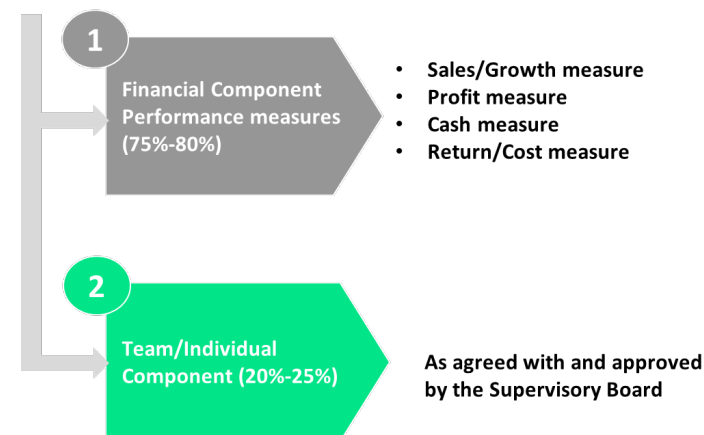 1
Financial Component
Performance measures
(75%-80%)
• Sales/Growth measure
• Profit measure
• Cash measure
• Return/Cost measure
2
Team/Individual
Component (20%-25%)
As agreed with and approved
by the Supervisory Board